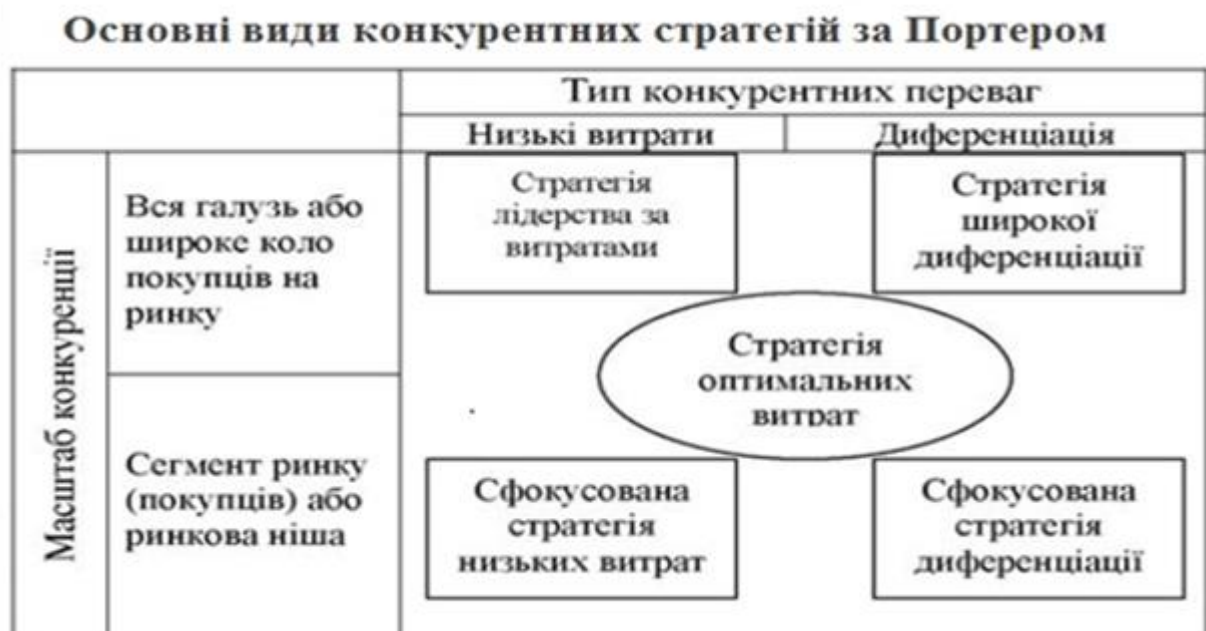 Основні види конкурентних стратегій за Портером
Тип конкурентних переваг
Низькі витрати
Диференціація
Масштаб конкуренції
Вся галузь або
широке коло
покупців на
ринку
Стратегія
лідерства за
витратами
Стратегія
широкої
диференціації
Стратегія
оптимальних
витрат
Сегмент ринку
(покупців) або
ринкова ніша
Сфокусована
стратегія
низьких витрат
Сфокусована
стратегія
диференціації